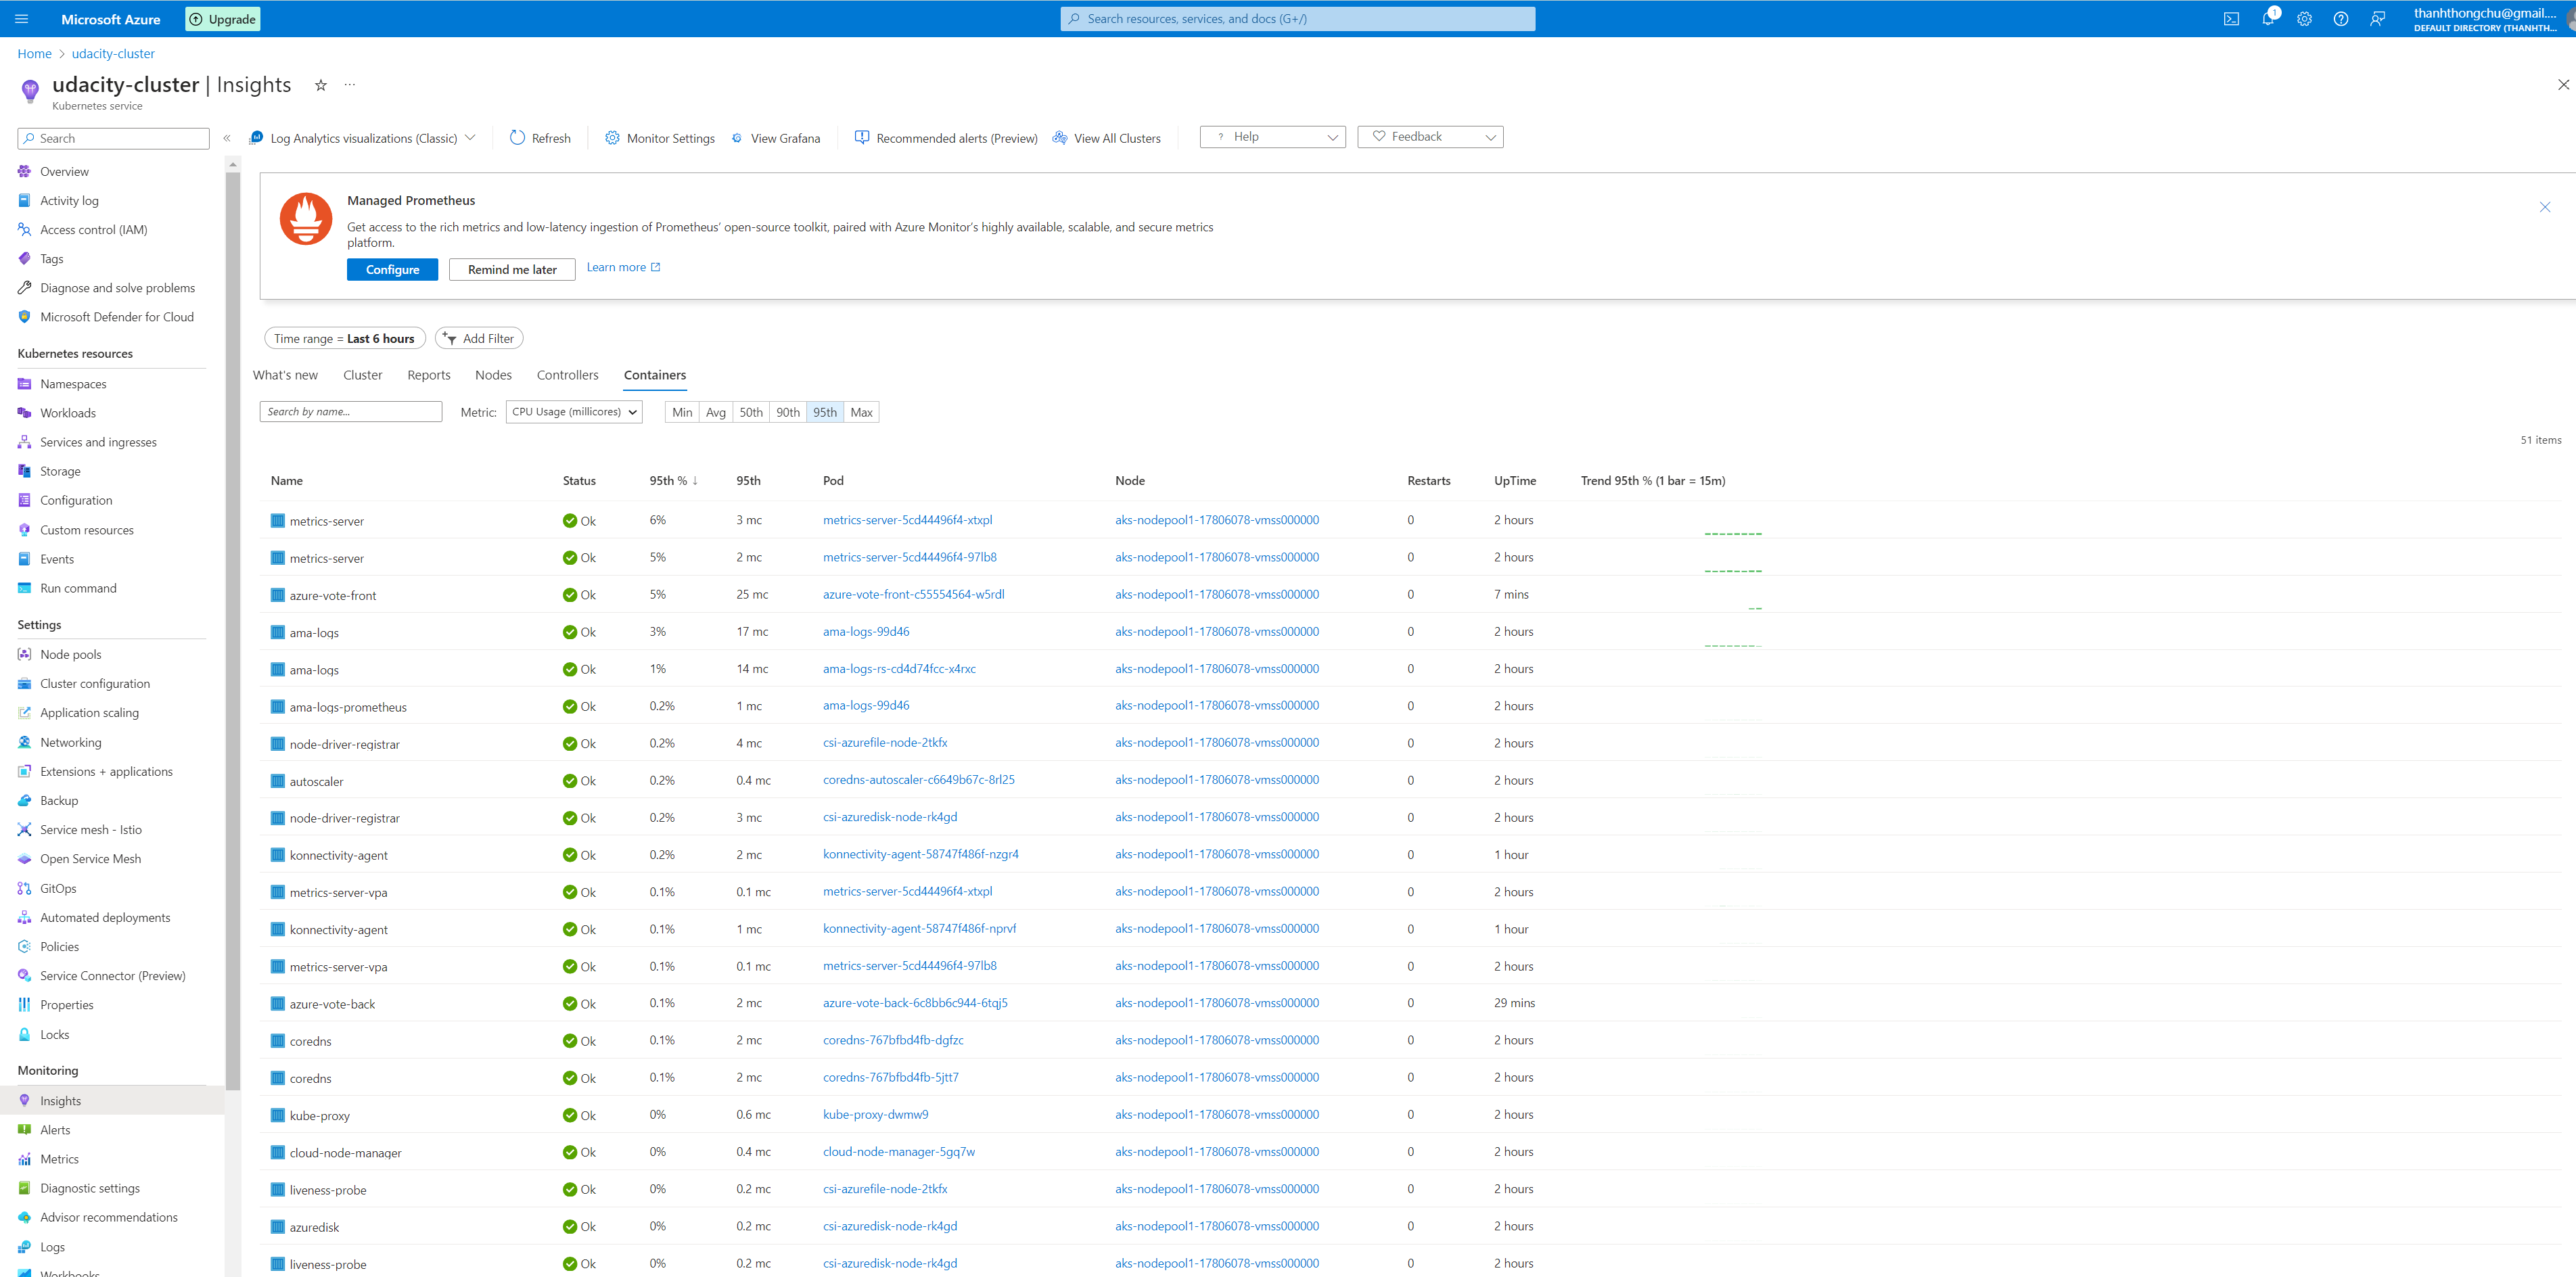 Microsoft Azure
Upgrade
Search resources, services, and docs (G+/)
1
thanhthongchu@gmail....
DEFAULT DIRECTORY (THANHTH...
Home > udacity-cluster
udacity-cluster | Insights
Kubernetes service
Search
Log Analytics visualizations (Classic)
Refresh
Monitor Settings
View Grafana
Recommended alerts (Preview)
View All Clusters
? Help
Feedback
Overview
Activity log
Access control (IAM)
Tags
Diagnose and solve problems
Microsoft Defender for Cloud
Kubernetes resources
Namespaces
Workloads
Services and ingresses
Storage
Configuration
Custom resources
Events
Run command
Settings
Node pools
Cluster configuration
Application scaling
Networking
Extensions + applications
Backup
Service mesh - Istio
Open Service Mesh
GitOps
Automated deployments
Policies
Service Connector (Preview)
Properties
Locks
Monitoring
Insights
Alerts
Metrics
Diagnostic settings
Advisor recommendations
Logs
Workbooks
Managed Prometheus
Get access to the rich metrics and low-latency ingestion of Prometheus' open-source toolkit, paired with Azure Monitor's highly available, scalable, and secure metrics
platform.
Configure
Remind me later
Learn more
Time range = Last 6 hours
Add Filter
What's new Cluster Reports Nodes Controllers Containers
Search by name...
Metric: CPU Usage (millicores)
Min Avg 50th 90th 95th Max
51 items
Name Status 95th % ↓ 95th Pod Node Restarts UpTime Trend 95th % (1 bar = 15m)
metrics-server Ok 6% 3 mc metrics-server-5cd44496f4-xtxpl aks-nodepool1-17806078-vmss000000 0 2 hours
metrics-server Ok 5% 2 mc metrics-server-5cd44496f4-97lb8 aks-nodepool1-17806078-vmss000000 0 2 hours
azure-vote-front Ok 5% 25 mc azure-vote-front-c55554564-w5rdl aks-nodepool1-17806078-vmss000000 0 7 mins
ama-logs Ok 3% 17 mc ama-logs-99d46 aks-nodepool1-17806078-vmss000000 0 2 hours
ama-logs Ok 1% 14 mc ama-logs-rs-cd4d74fcc-x4rxc aks-nodepool1-17806078-vmss000000 0 2 hours
ama-logs-prometheus Ok 0.2% 1 mc ama-logs-99d46 aks-nodepool1-17806078-vmss000000 0 2 hours
node-driver-registrar Ok 0.2% 4 mc csi-azurefile-node-2tkfx aks-nodepool1-17806078-vmss000000 0 2 hours
autoscaler Ok 0.2% 0.4 mc coredns-autoscaler-c6649b67c-8rl25 aks-nodepool1-17806078-vmss000000 0 2 hours
node-driver-registrar Ok 0.2% 3 mc csi-azuredisk-node-rk4gd aks-nodepool1-17806078-vmss000000 0 2 hours
konnectivity-agent Ok 0.2% 2 mc konnectivity-agent-58747f486f-nzgr4 aks-nodepool1-17806078-vmss000000 0 1 hour
metrics-server-vpa Ok 0.1% 0.1 mc metrics-server-5cd44496f4-xtxpl aks-nodepool1-17806078-vmss000000 0 2 hours
konnectivity-agent Ok 0.1% 1 mc konnectivity-agent-58747f486f-nprvf aks-nodepool1-17806078-vmss000000 0 1 hour
metrics-server-vpa Ok 0.1% 0.1 mc metrics-server-5cd44496f4-97lb8 aks-nodepool1-17806078-vmss000000 0 2 hours
azure-vote-back Ok 0.1% 2 mc azure-vote-back-6c8bb6c944-6tqj5 aks-nodepool1-17806078-vmss000000 0 29 mins
coredns Ok 0.1% 2 mc coredns-767bfbd4fb-dgfzc aks-nodepool1-17806078-vmss000000 0 2 hours
coredns Ok 0.1% 2 mc coredns-767bfbd4fb-5jtt7 aks-nodepool1-17806078-vmss000000 0 2 hours
kube-proxy Ok 0% 0.6 mc kube-proxy-dwmw9 aks-nodepool1-17806078-vmss000000 0 2 hours
cloud-node-manager Ok 0% 0.4 mc cloud-node-manager-5gq7w aks-nodepool1-17806078-vmss000000 0 2 hours
liveness-probe Ok 0% 0.2 mc csi-azurefile-node-2tkfx aks-nodepool1-17806078-vmss000000 0 2 hours
azuredisk Ok 0% 0.2 mc csi-azuredisk-node-rk4gd aks-nodepool1-17806078-vmss000000 0 2 hours
liveness-probe Ok 0% 0.2 mc csi-azuredisk-node-rk4gd aks-nodepool1-17806078-vmss000000 0 2 hours